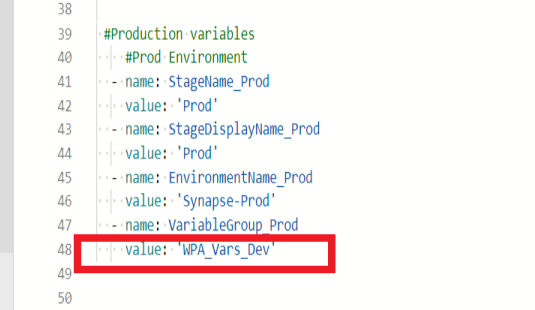 38
39 #Production variables
40 #Prod Environment
41 - name: StageName_Prod
42 value: 'Prod'
43 - name: StageDisplayName_Prod
44 value: 'Prod'
45 - name: EnvironmentName_Prod
46 value: 'Synapse-Prod'
47 - name: VariableGroup_Prod
48 value: 'WPA_Vars_Dev'
49
50